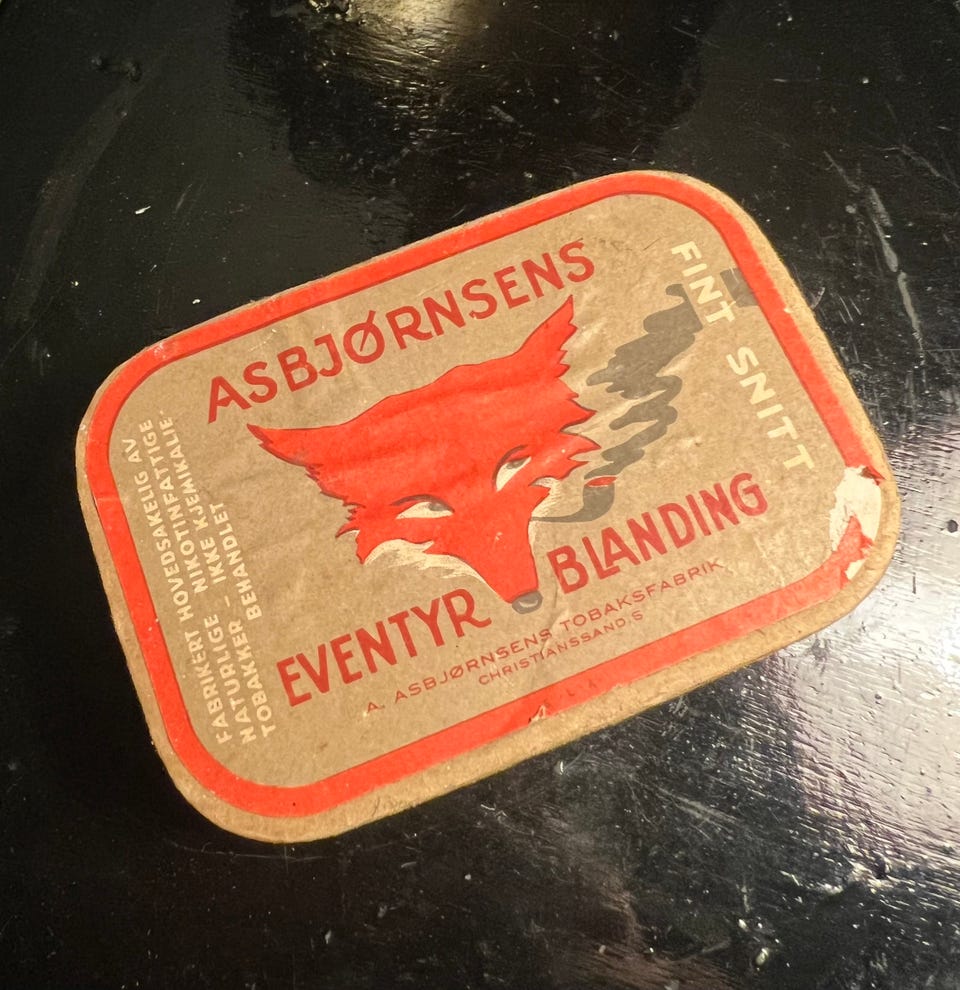 ASBJØRNSENS
EVENTYR BLANDING
A. ASBJØRNSENS TOBAKSFABRIK
CHRISTIANSSAND S
FINT SNITT
FABRIKERT HOVEDSAKELIG AV
NATURLIGE NIKOTINFATTIGE
TOBAKKER – IKKE KJEMIKALIE-
BEHANDLET